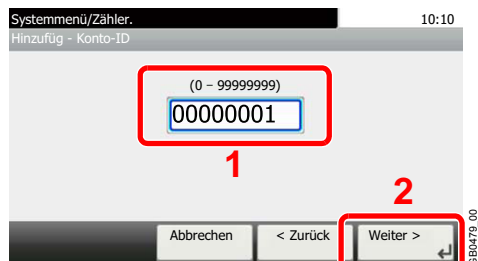 Systemmenü/Zähler. 10:10
Hinzufüg - Konto-ID
(0 – 99999999)
00000001
1
2
Abbrechen < Zurück Weiter >
GB0479_00